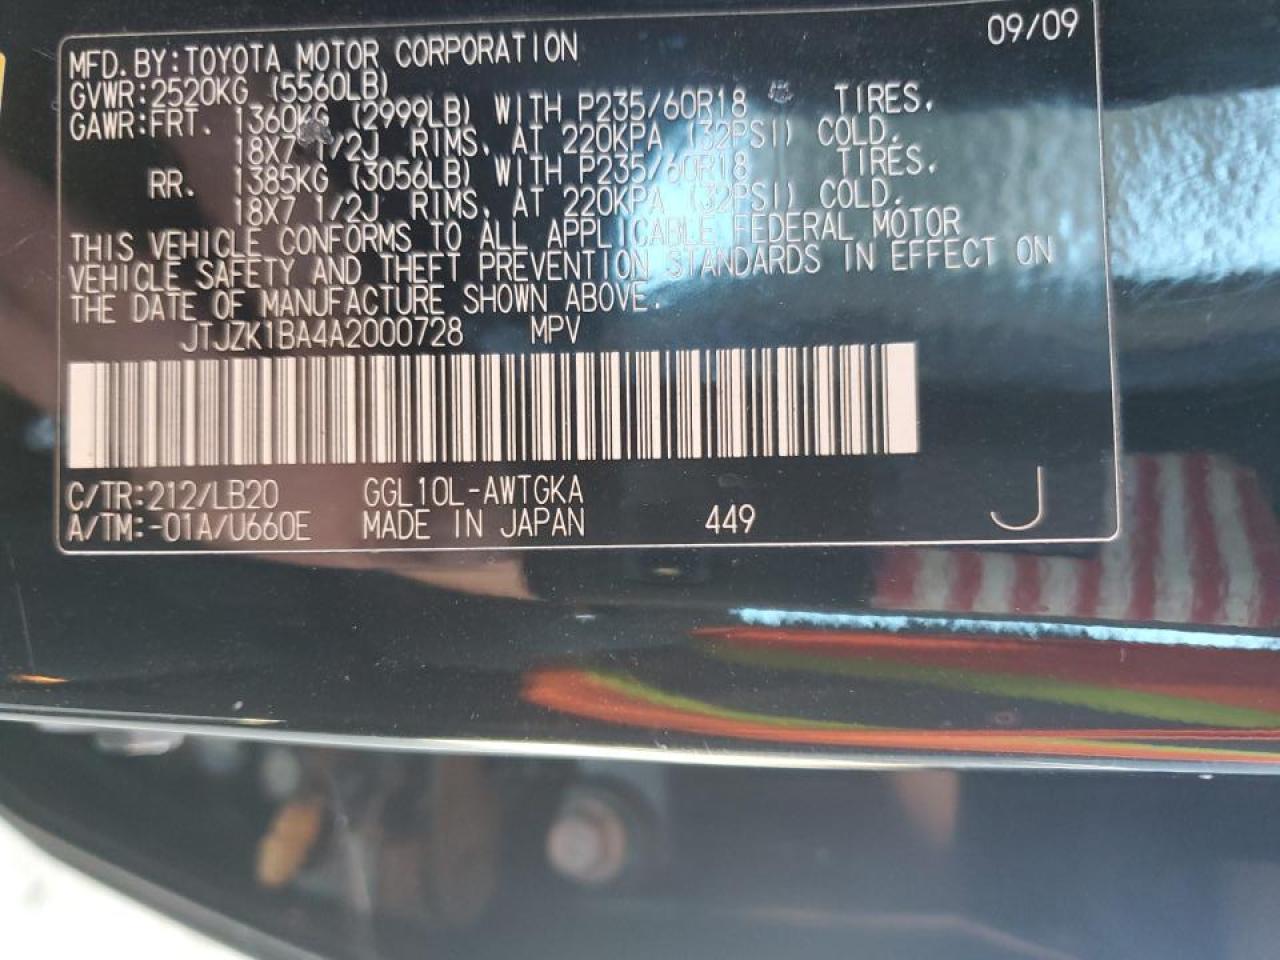 09/09
MFD. BY: TOYOTA MOTOR CORPORATION
GVWR: 2520KG (5560LB)
GAWR: FRT. 1360KG (2999LB) WITH P235/60R18 TIRES,
18X7 1/2J RIMS, AT 220KPA (32PSI) COLD.
RR. 1385KG (3056LB) WITH P235/60R18 TIRES,
18X7 1/2J RIMS, AT 220KPA (32PSI) COLD.
THIS VEHICLE CONFORMS TO ALL APPLICABLE FEDERAL MOTOR
VEHICLE SAFETY AND THEFT PREVENTION STANDARDS IN EFFECT ON
THE DATE OF MANUFACTURE SHOWN ABOVE.
JTJZK1BA4A2000728 MPV
C/TR: 212/LB20 GGL10L-AWTGKA
A/TM: -01A/U660E MADE IN JAPAN 449 J